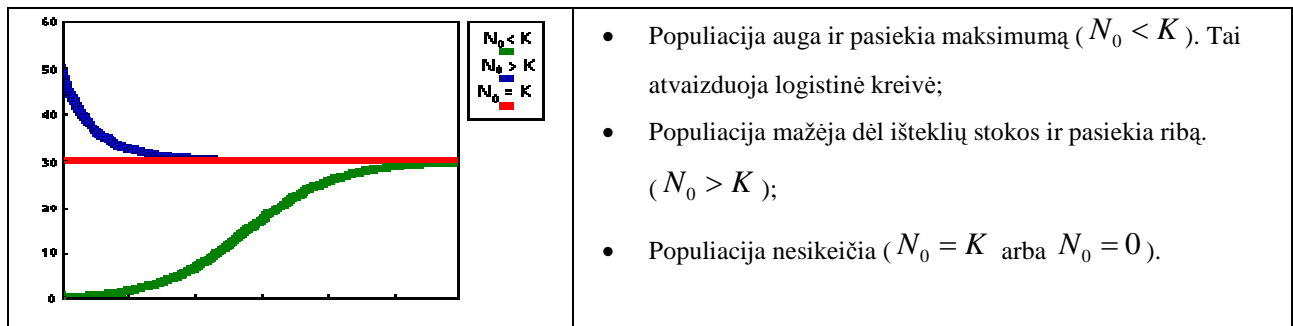 60
50
40
30
20
10
0
N₀ < K
N₀ > K
N₀ = K
• Populiacija auga ir pasiekia maksimumą ( N₀ < K ). Tai
atvaizduoja logistinė kreivė;
• Populiacija mažėja dėl išteklių stokos ir pasiekia ribą.
( N₀ > K );
• Populiacija nesikeičia ( N₀ = K arba N₀ = 0 ).